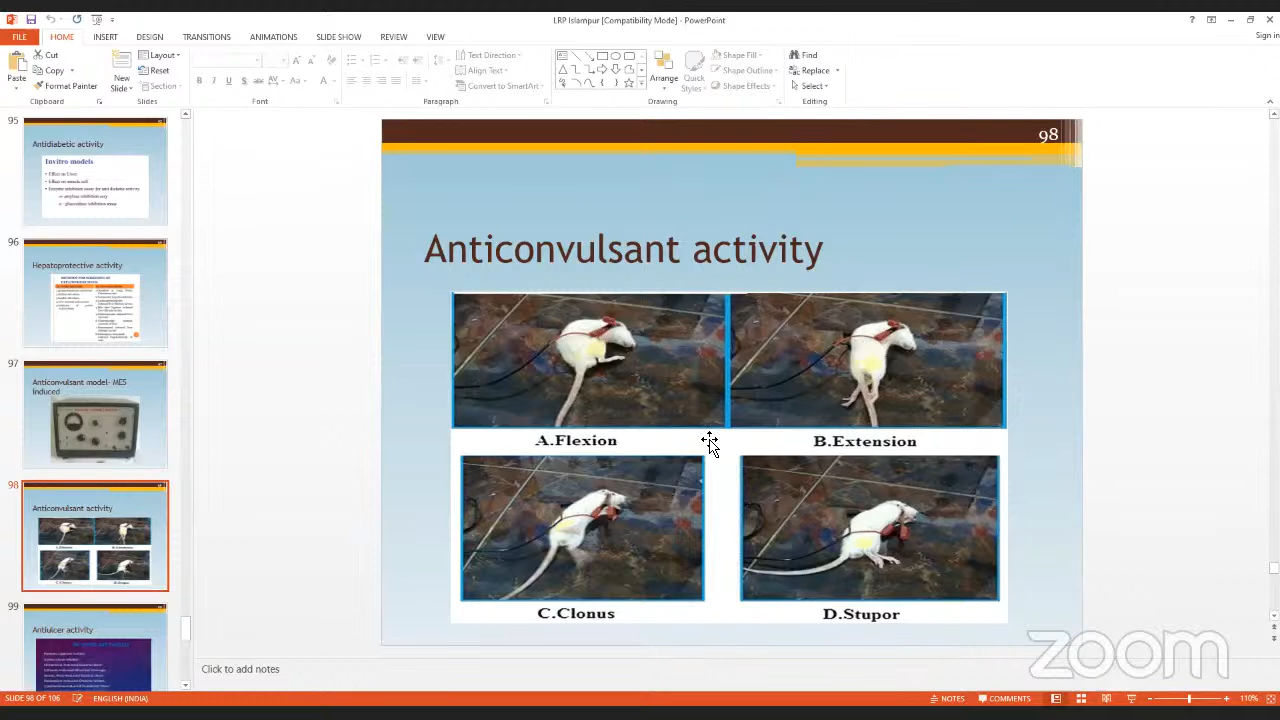 LRP Islampur [Compatibility Mode] - PowerPoint
Sign in
FILE HOME INSERT DESIGN TRANSITIONS ANIMATIONS SLIDE SHOW REVIEW VIEW
Cut
Copy
Format Painter
Paste
Clipboard
New
Slide
Layout
Reset
Section
Slides
Font
Text Direction
Align Text
Convert to SmartArt
Paragraph
Arrange
Quick
Styles
Shape Fill
Shape Outline
Shape Effects
Drawing
Find
Replace
Select
Editing
95
Antidiabetic activity
Invitro models
96
Hepatoprotective activity
97
Anticonvulsant model- MES
induced
98
Anticonvulsant activity
99
Antiulcer activity
98
Anticonvulsant activity
A.Flexion
B.Extension
C.Clonus
D.Stupor
zoom
Click to add notes
SLIDE 98 OF 106
ENGLISH (INDIA)
NOTES
COMMENTS
110%